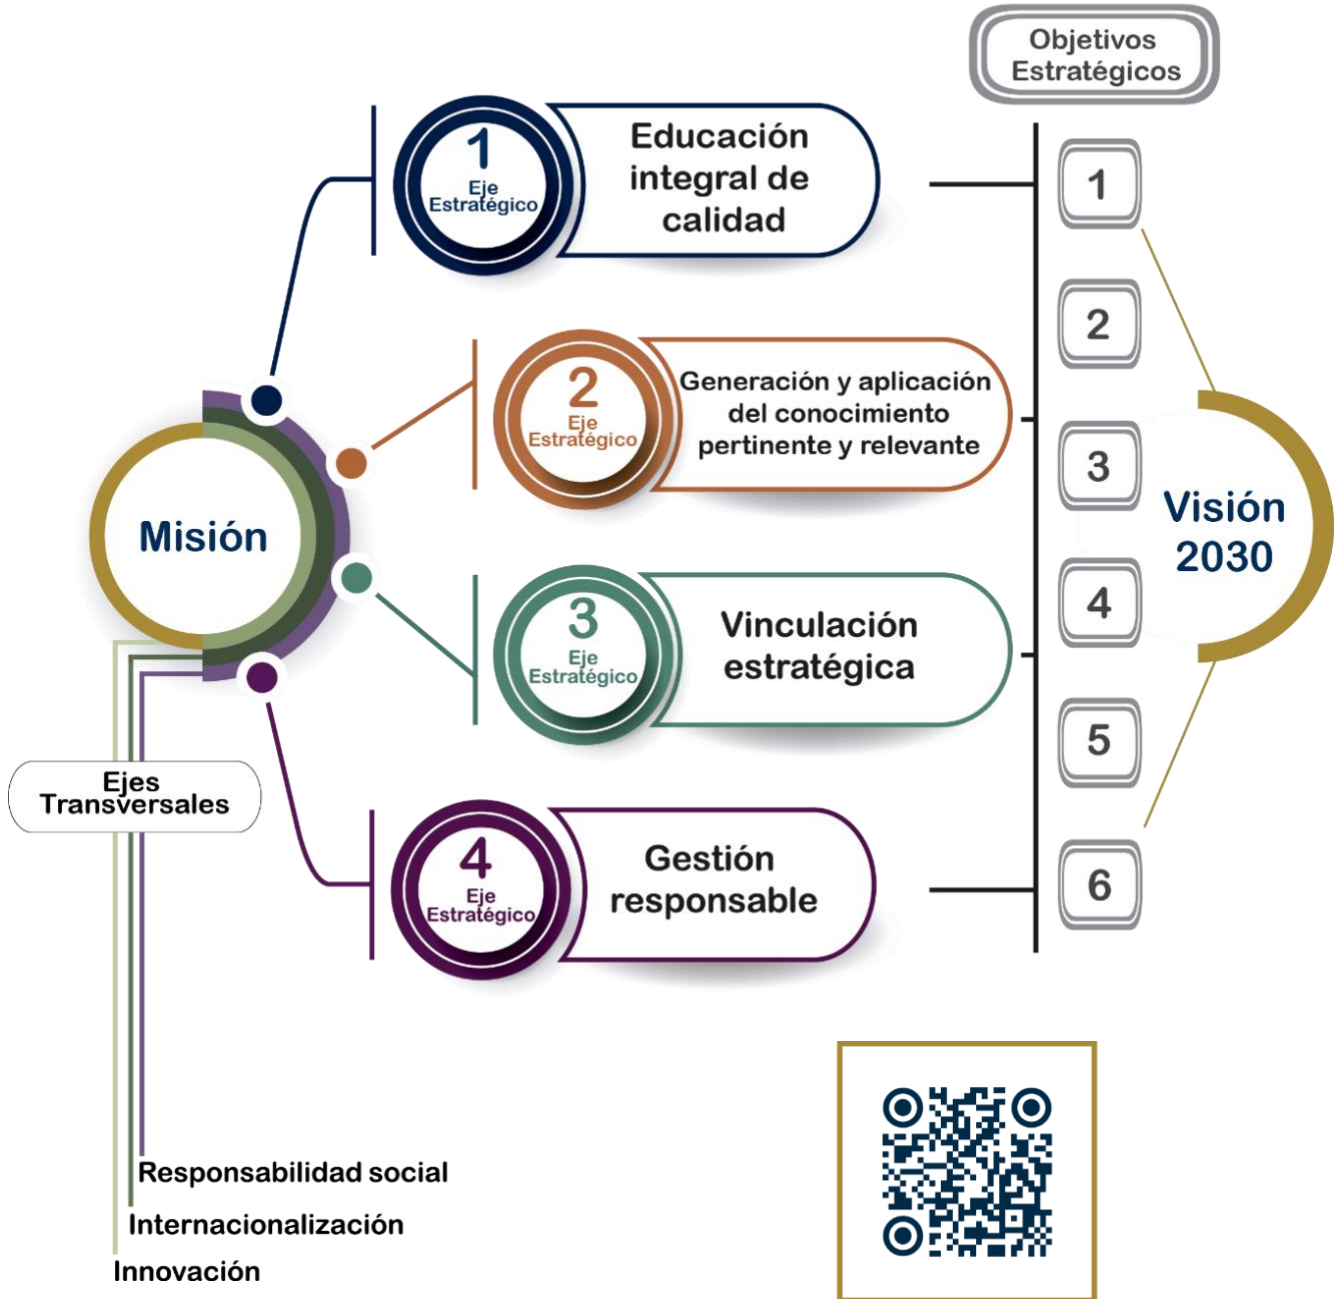 Objetivos
Estratégicos
1
Eje
Estratégico
Educación
integral de
calidad
2
Eje
Estratégico
Generación y aplicación
del conocimiento
pertinente y relevante
3
Eje
Estratégico
Vinculación
estratégica
4
Eje
Estratégico
Gestión
responsable
1
2
3
4
5
6
Misión
Visión
2030
Ejes
Transversales
Responsabilidad social
Internacionalización
Innovación